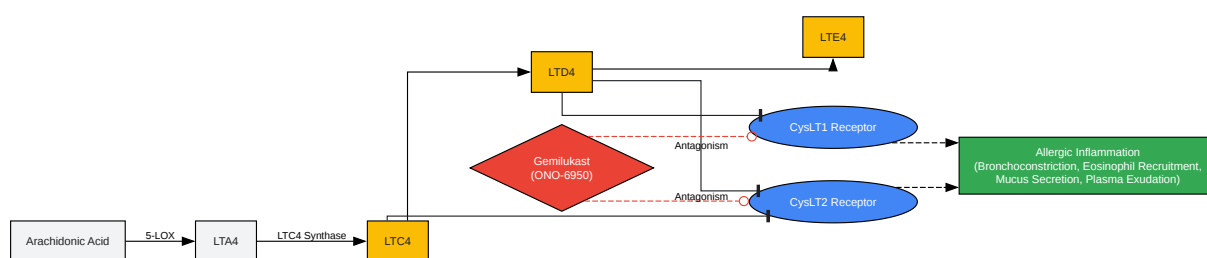 LTE4
LTD4
CysLT1 Receptor
Antagonism
Gemilukast
(ONO-6950)
Allergic Inflammation
(Bronchoconstriction, Eosinophil Recruitment,
Mucus Secretion, Plasma Exudation)
Antagonism
CysLT2 Receptor
Arachidonic Acid
5-LOX
LTA4
LTC4 Synthase
LTC4